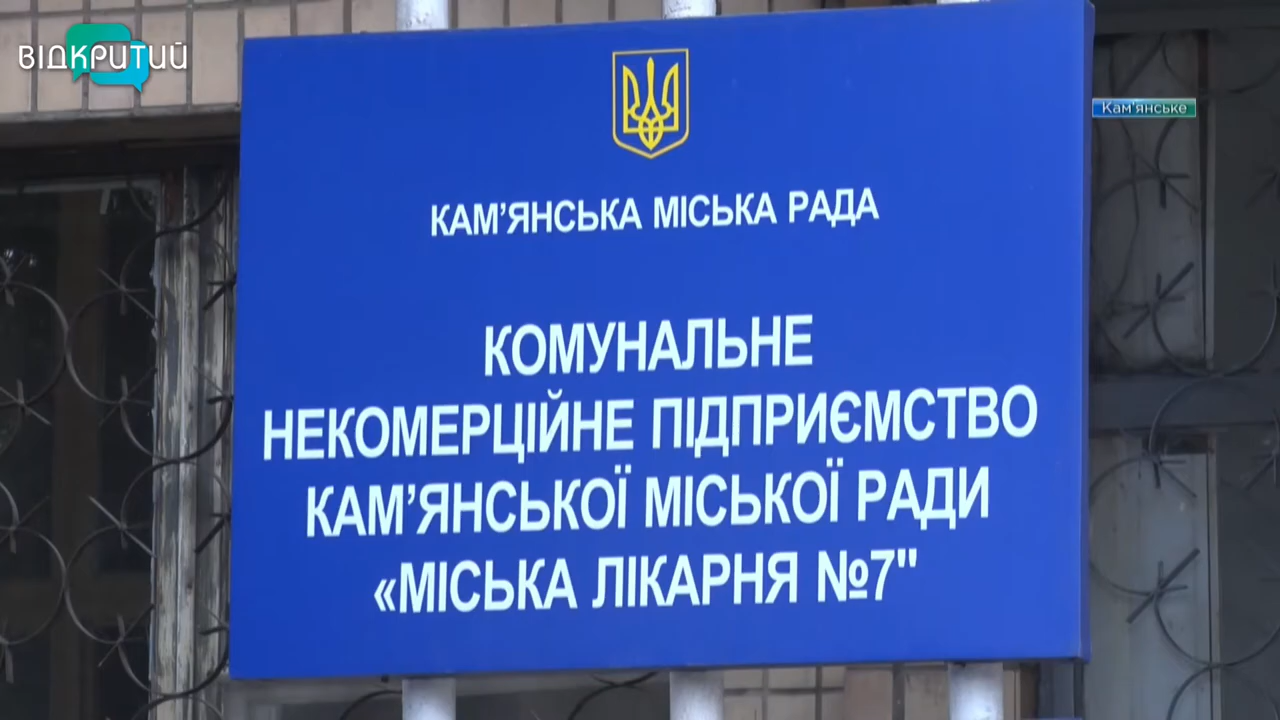 ВІДКРИТИЙ
Кам'янське
КАМ’ЯНСЬКА МІСЬКА РАДА
КОМУНАЛЬНЕ
НЕКОМЕРЦІЙНЕ ПІДПРИЄМСТВО
КАМ’ЯНСЬКОЇ МІСЬКОЇ РАДИ
«МІСЬКА ЛІКАРНЯ №7"